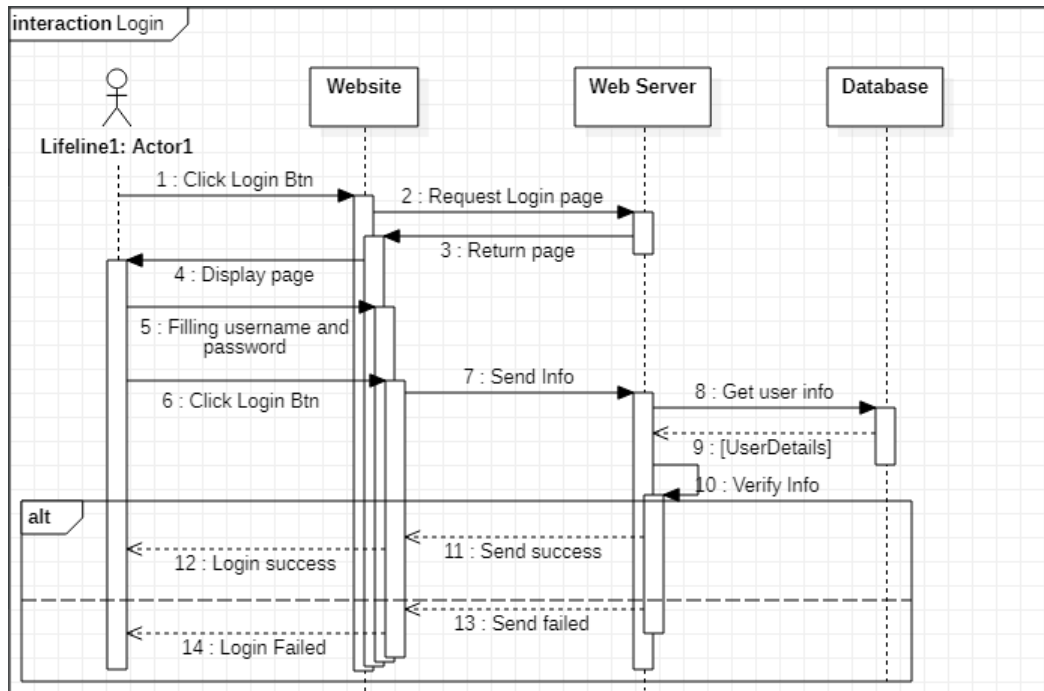 interaction Login
Website
Web Server
Database
Lifeline1: Actor1
1 : Click Login Btn
2 : Request Login page
3 : Return page
4 : Display page
5 : Filling username and
password
6 : Click Login Btn
7 : Send Info
8 : Get user info
9 : [UserDetails]
10 : Verify Info
alt
11 : Send success
12 : Login success
13 : Send failed
14 : Login Failed